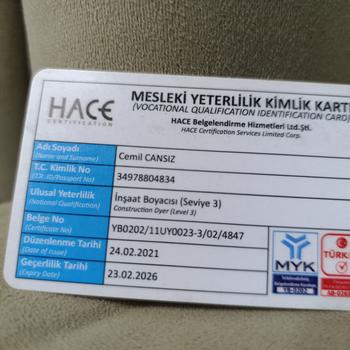 HACE
CERTIFICATION
MESLEKİ YETERLİLİK KİMLİK KARTI
(VOCATIONAL QUALIFICATION IDENTIFICATION CARD)
HACE Belgelendirme Hizmetleri Ltd.Şti.
HACE Certification Services Limited Corp.
Adı Soyadı
(Name and Surname)
Cemil CANSIZ
T.C. Kimlik No
(T.R. ID/Passport No)
34978804834
Ulusal Yeterlilik
(National Qualification)
İnşaat Boyacısı (Seviye 3)
Construction Dyer (Level 3)
Belge No
(Certificate No)
YB0202/11UY0023-3/02/4847
Düzenlenme Tarihi
(Date of Issue)
24.02.2021
Geçerlilik Tarihi
(Expiry Date)
23.02.2026
MYK
YB-0202
TÜRK